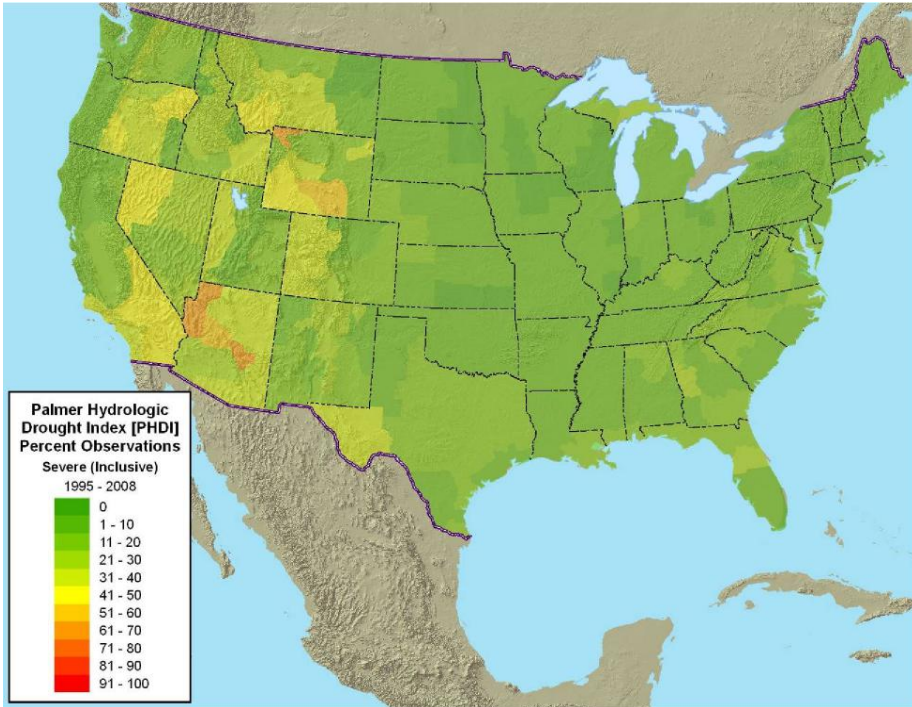 Palmer Hydrologic
Drought Index [PHDI]
Percent Observations
Severe (Inclusive)
1995 - 2008
0
1 - 10
11 - 20
21 - 30
31 - 40
41 - 50
51 - 60
61 - 70
71 - 80
81 - 90
91 - 100